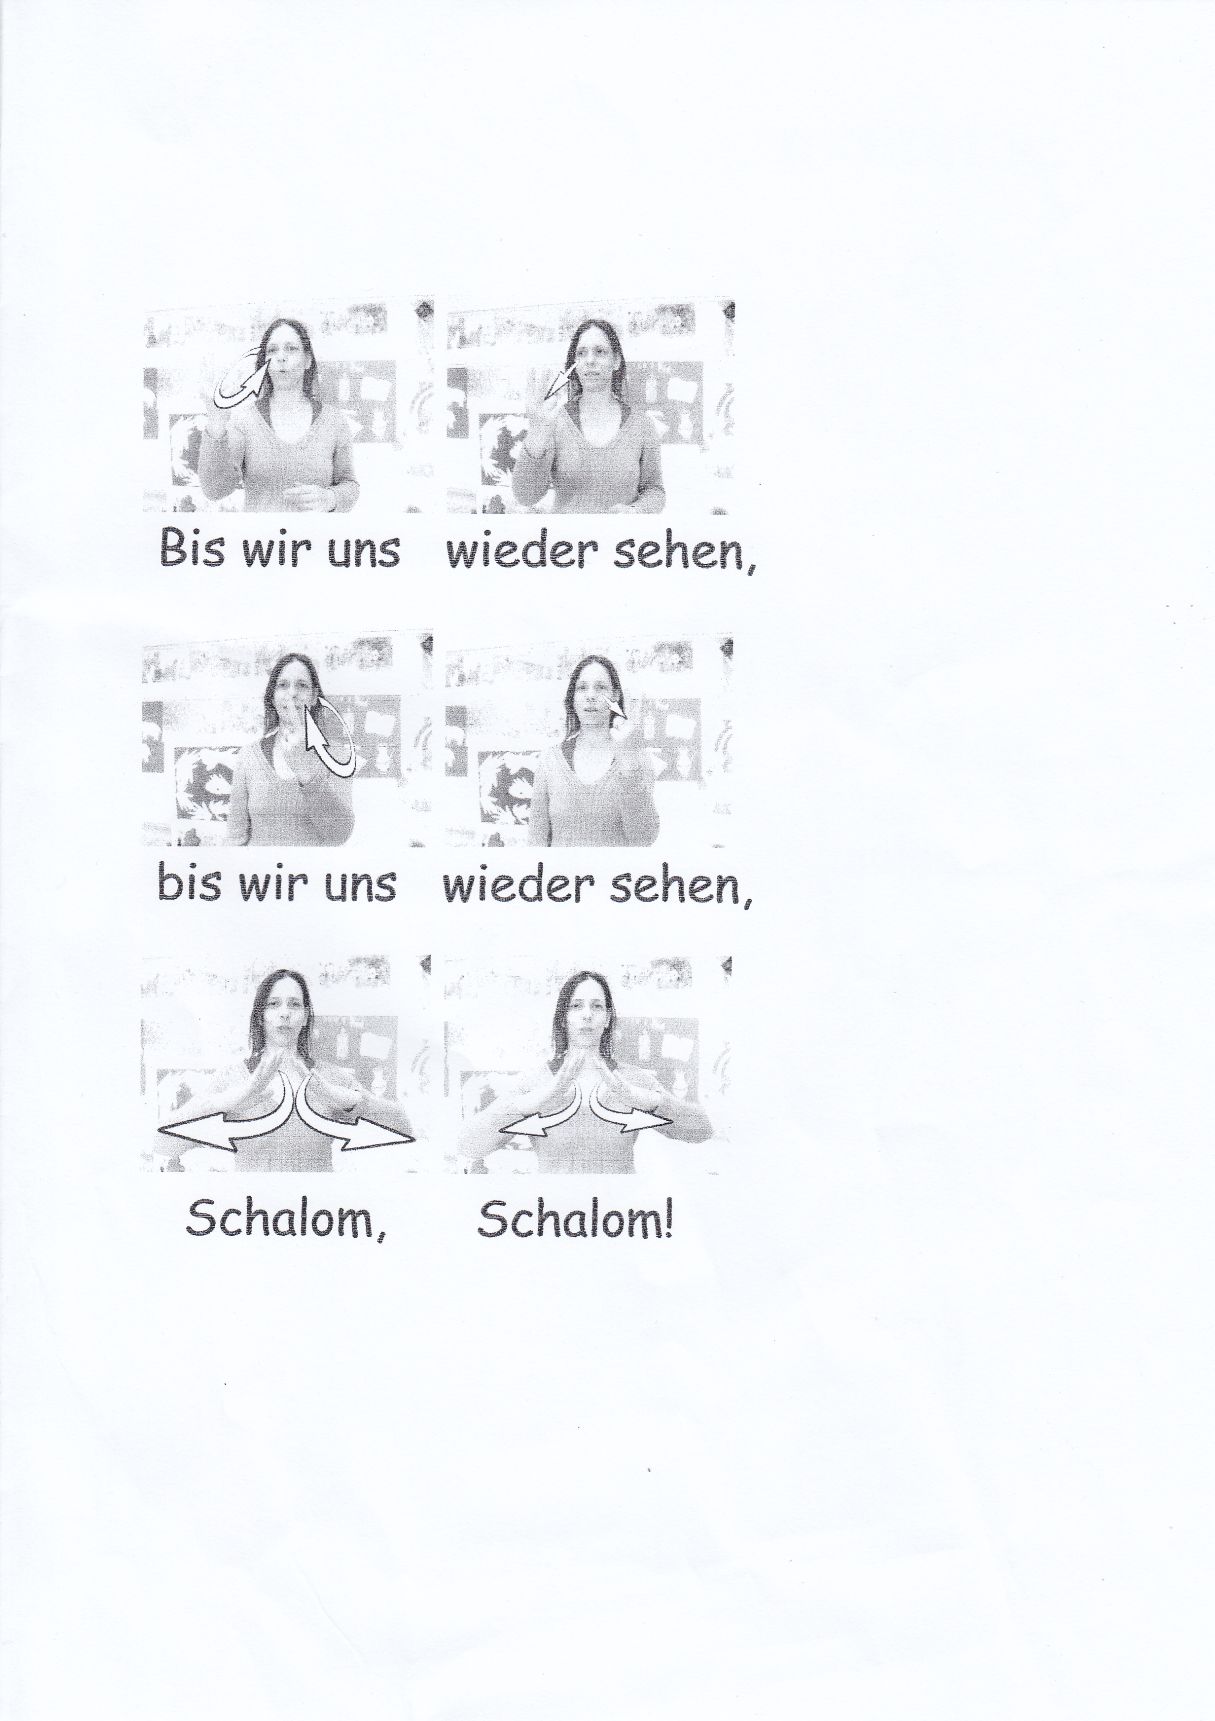 Bis wir uns wieder sehen,
bis wir uns wieder sehen,
Schalom, Schalom!